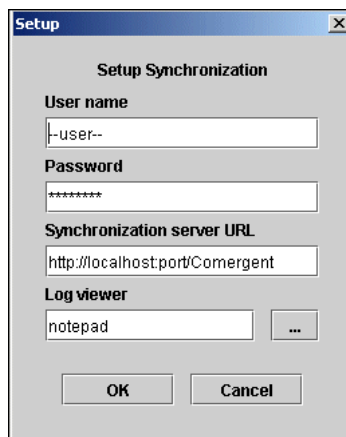 Setup
Setup Synchronization
User name
--user--
Password
********
Synchronization server URL
http://localhost:port/Comergent
Log viewer
notepad
...
OK Cancel